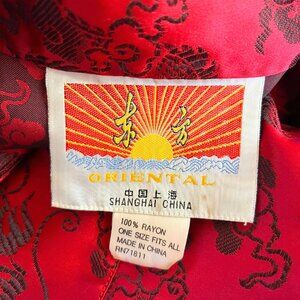 东方
ORIENTAL
中国上海
SHANGHAI CHINA
100% RAYON
ONE SIZE FITS ALL
MADE IN CHINA
RN71811